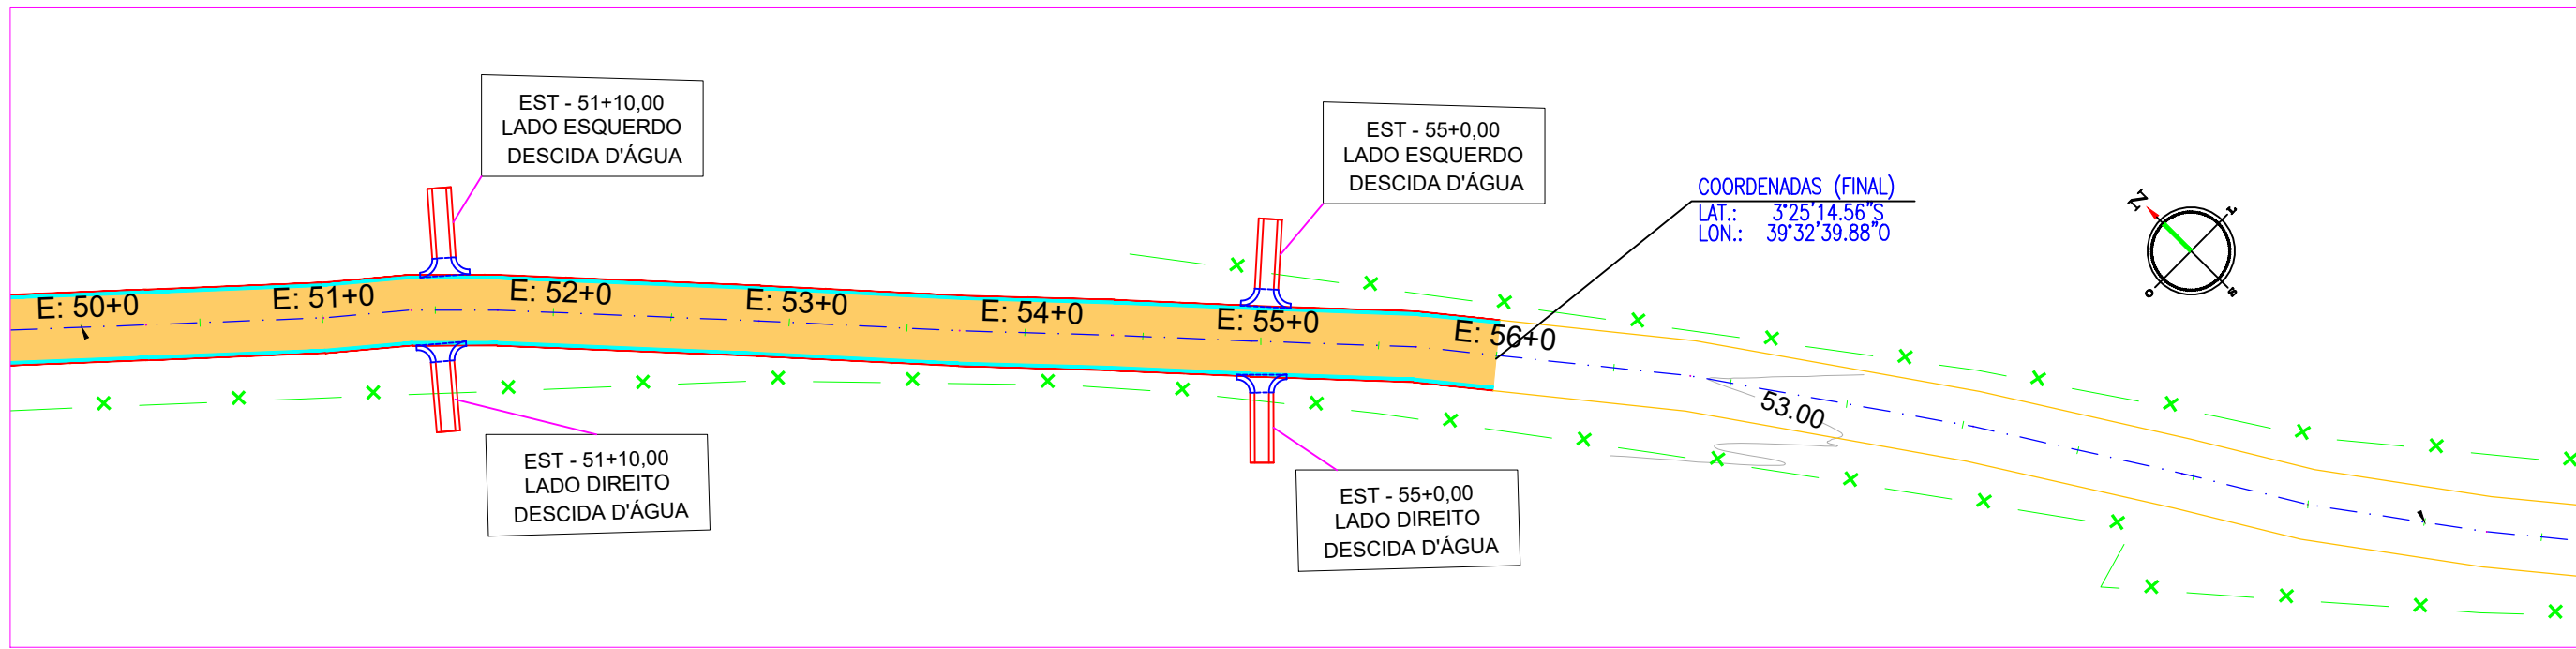 EST - 51+10,00
LADO ESQUERDO
DESCIDA D'ÁGUA
EST - 55+0,00
LADO ESQUERDO
DESCIDA D'ÁGUA
COORDENADAS (FINAL)
LAT.: 3°25'14.56"S
LON.: 39°32'39.88"O
N
L
O
S
E: 50+0
E: 51+0
E: 52+0
E: 53+0
E: 54+0
E: 55+0
E: 56+0
53.00
EST - 51+10,00
LADO DIREITO
DESCIDA D'ÁGUA
EST - 55+0,00
LADO DIREITO
DESCIDA D'ÁGUA